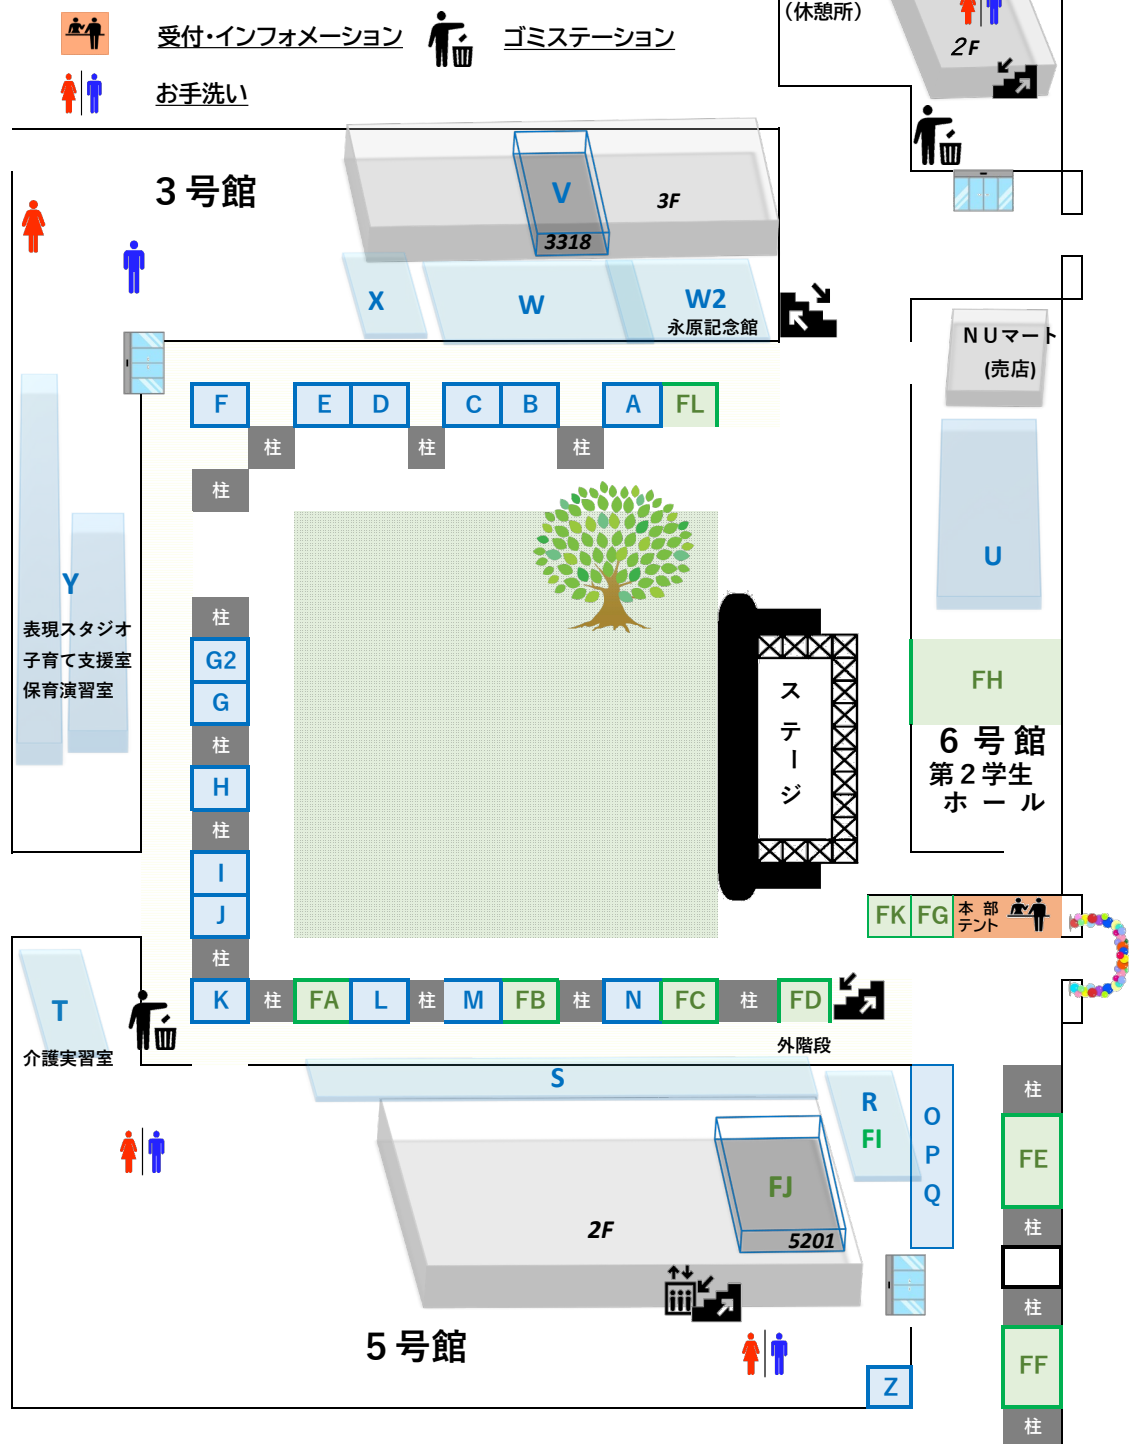 (休憩所)
受付・インフォメーション
ゴミステーション
2F
お手洗い
3号館
V
3F
3318
X
W
W2
永原記念館
NUマート
(売店)
F
E
D
C
B
A
FL
柱
柱
柱
柱
U
Y
表現スタジオ
子育て支援室
保育演習室
柱
G2
G
柱
H
柱
I
J
柱
ステージ
FH
6号館
第2学生
ホール
FK
FG
本部
テント
K
柱
FA
L
柱
M
FB
柱
N
FC
柱
FD
T
介護実習室
外階段
S
R
FI
O
P
Q
柱
FE
柱
柱
FF
柱
FJ
2F
5201
5号館
Z